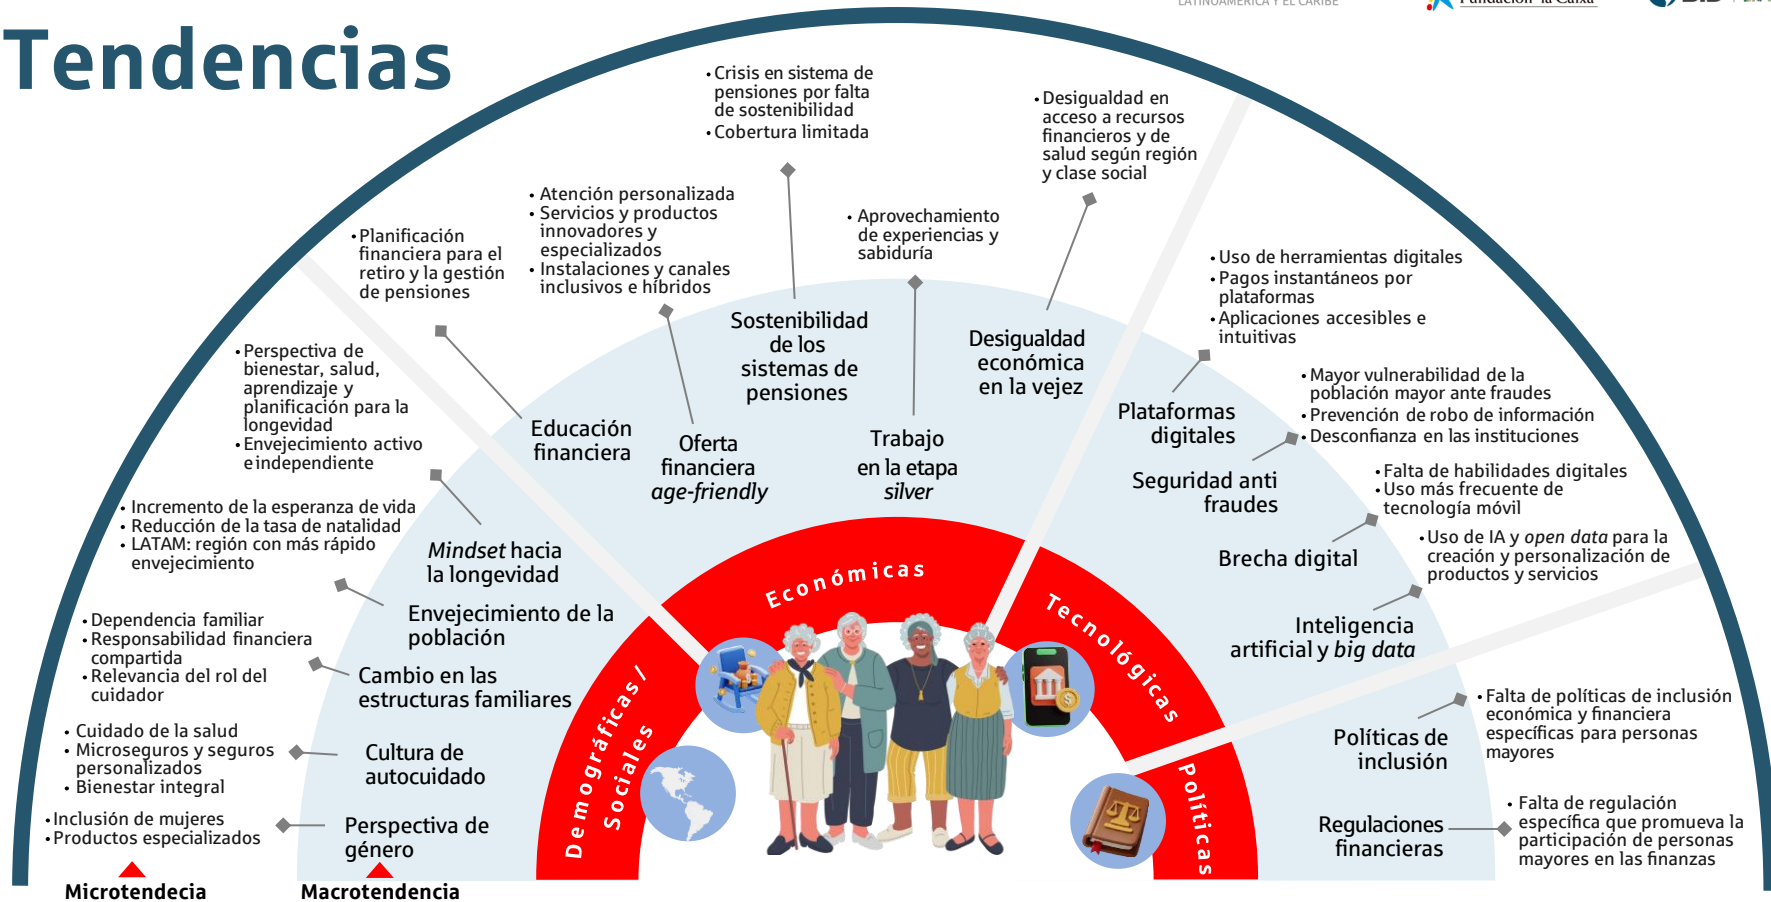 LATINOAMÉRICA Y EL CARIBE
Fundación "la Caixa"
BID
Tendencias
• Crisis en sistema de
pensiones por falta
de sostenibilidad
• Cobertura limitada
• Desigualdad en
acceso a recursos
financieros y de
salud según región
y clase social
• Atención personalizada
• Servicios y productos
innovadores y
especializados
• Instalaciones y canales
inclusivos e híbridos
• Aprovechamiento
de experiencias y
sabiduría
• Planificación
financiera para el
retiro y la gestión
de pensiones
• Uso de herramientas digitales
• Pagos instantáneos por
plataformas
• Aplicaciones accesibles e
intuitivas
• Perspectiva de
bienestar, salud,
aprendizaje y
planificación para la
longevidad
• Envejecimiento activo
e independiente
• Mayor vulnerabilidad de la
población mayor ante fraudes
• Prevención de robo de información
• Desconfianza en las instituciones
• Falta de habilidades digitales
• Uso más frecuente de
tecnología móvil
• Incremento de la esperanza de vida
• Reducción de la tasa de natalidad
• LATAM: región con más rápido
envejecimiento
• Uso de IA y open data para la
creación y personalización de
productos y servicios
• Dependencia familiar
• Responsabilidad financiera
compartida
• Relevancia del rol del
cuidador
• Cuidado de la salud
• Microseguros y seguros
personalizados
• Bienestar integral
• Inclusión de mujeres
• Productos especializados
• Falta de políticas de inclusión
económica y financiera
específicas para personas
mayores
• Falta de regulación
específica que promueva la
participación de personas
mayores en las finanzas
Educación
financiera
Oferta
financiera
age-friendly
Sostenibilidad
de los
sistemas de
pensiones
Trabajo
en la etapa
silver
Desigualdad
económica
en la vejez
Plataformas
digitales
Seguridad anti
fraudes
Brecha digital
Inteligencia
artificial y big data
Políticas de
inclusión
Regulaciones
financieras
Mindset hacia
la longevidad
Envejecimiento de la
población
Cambio en las
estructuras familiares
Cultura de
autocuidado
Perspectiva de
género
Demográficas /
Sociales
Económicas
Tecnológicas
Políticas
$
Microtendecia
Macrotendencia